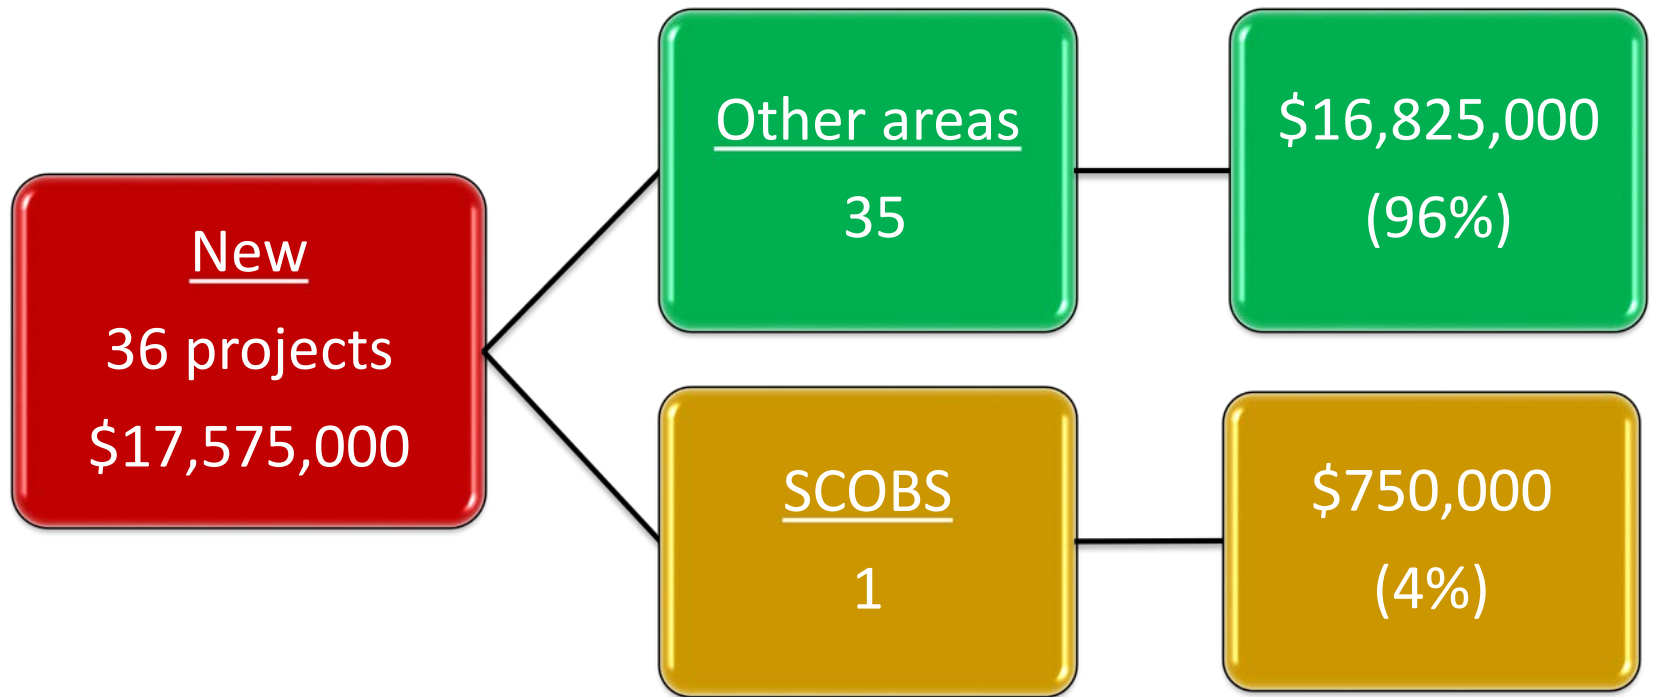 New
36 projects
$17,575,000
Other areas
35
$16,825,000
(96%)
SCOBS
1
$750,000
(4%)